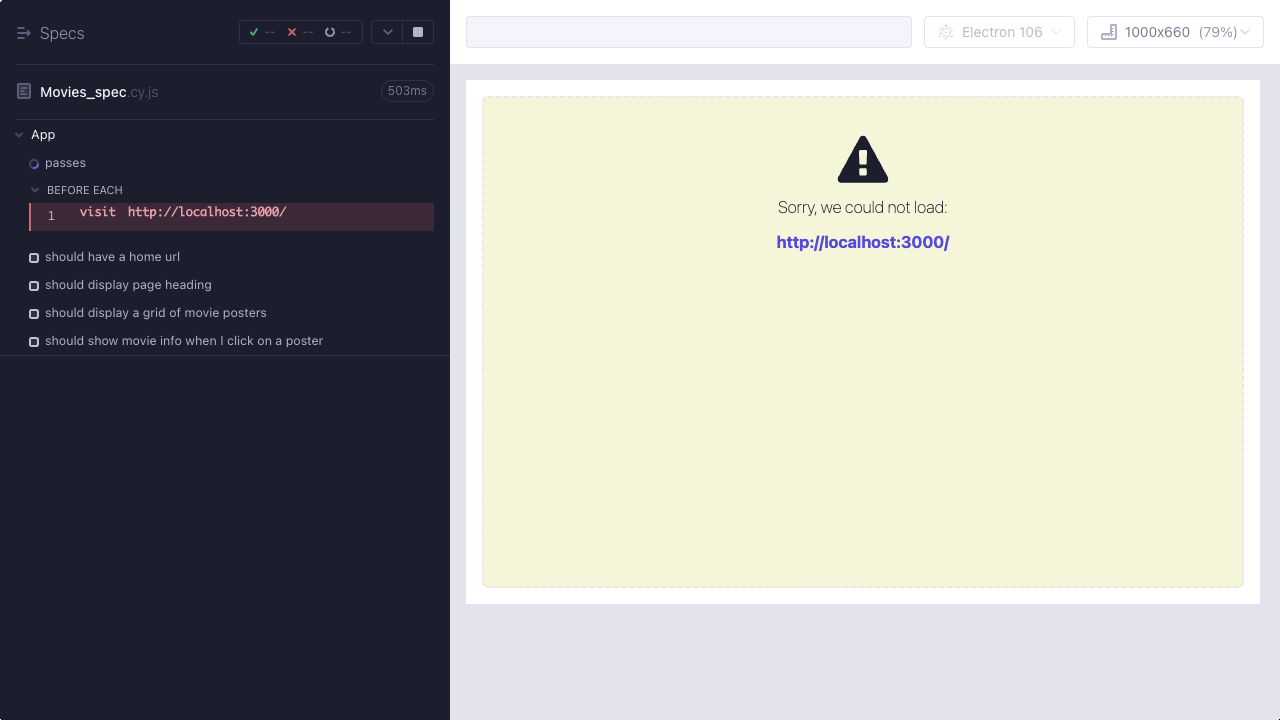 Specs
-- -- --
Movies_spec.cy.js 503ms
App
passes
BEFORE EACH
1 visit http://localhost:3000/
should have a home url
should display page heading
should display a grid of movie posters
should show movie info when I click on a poster
Electron 106
1000x660 (79%)
Sorry, we could not load:
http://localhost:3000/